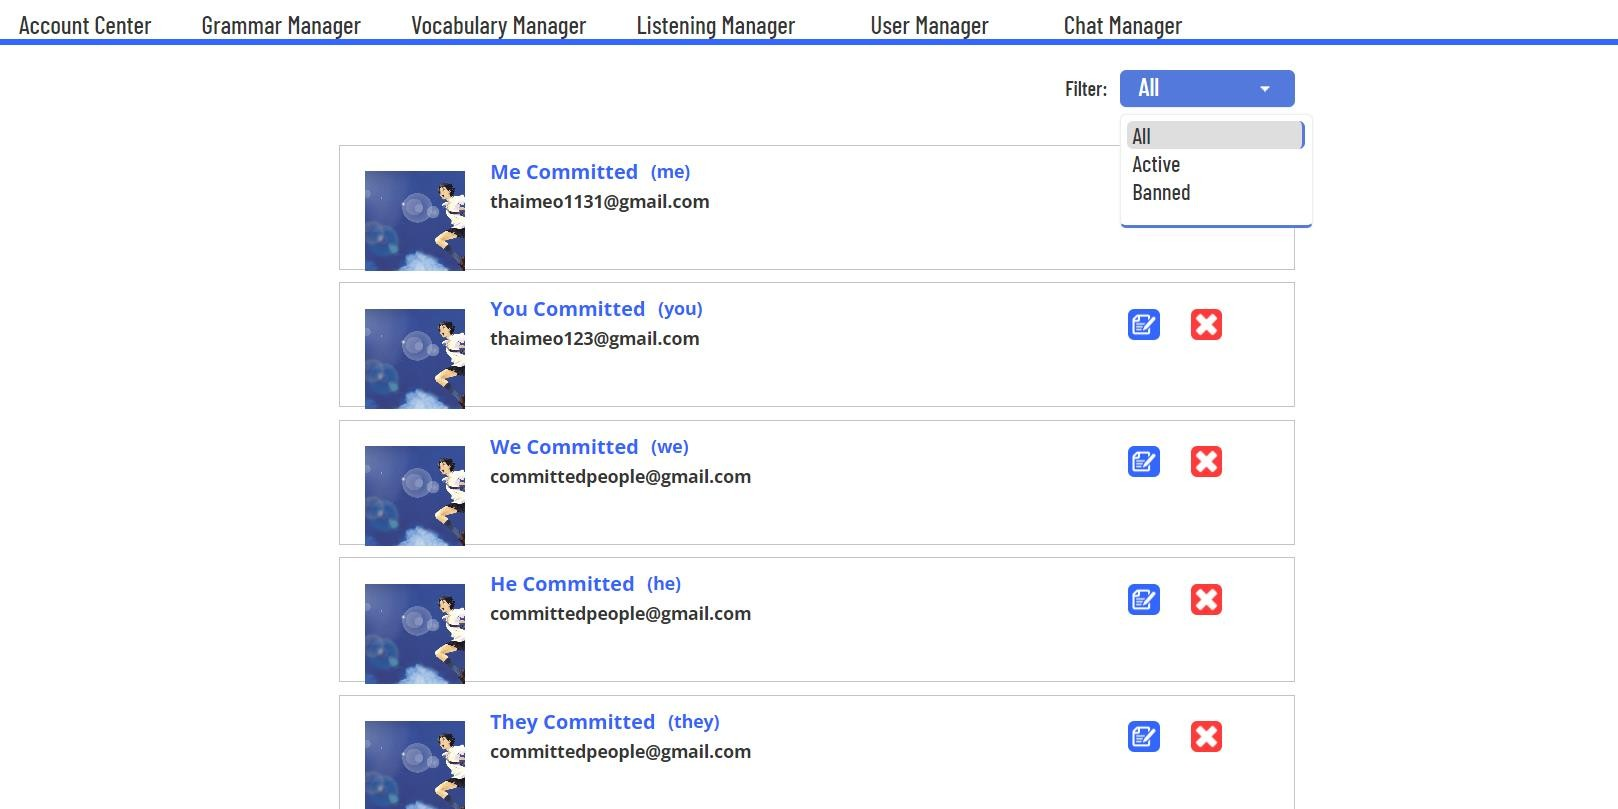 Account Center Grammar Manager Vocabulary Manager Listening Manager User Manager Chat Manager
Filter: All
All
Active
Banned
Me Committed (me)
thaimeo1131@gmail.com
You Committed (you)
thaimeo123@gmail.com
We Committed (we)
committedpeople@gmail.com
He Committed (he)
committedpeople@gmail.com
They Committed (they)
committedpeople@gmail.com